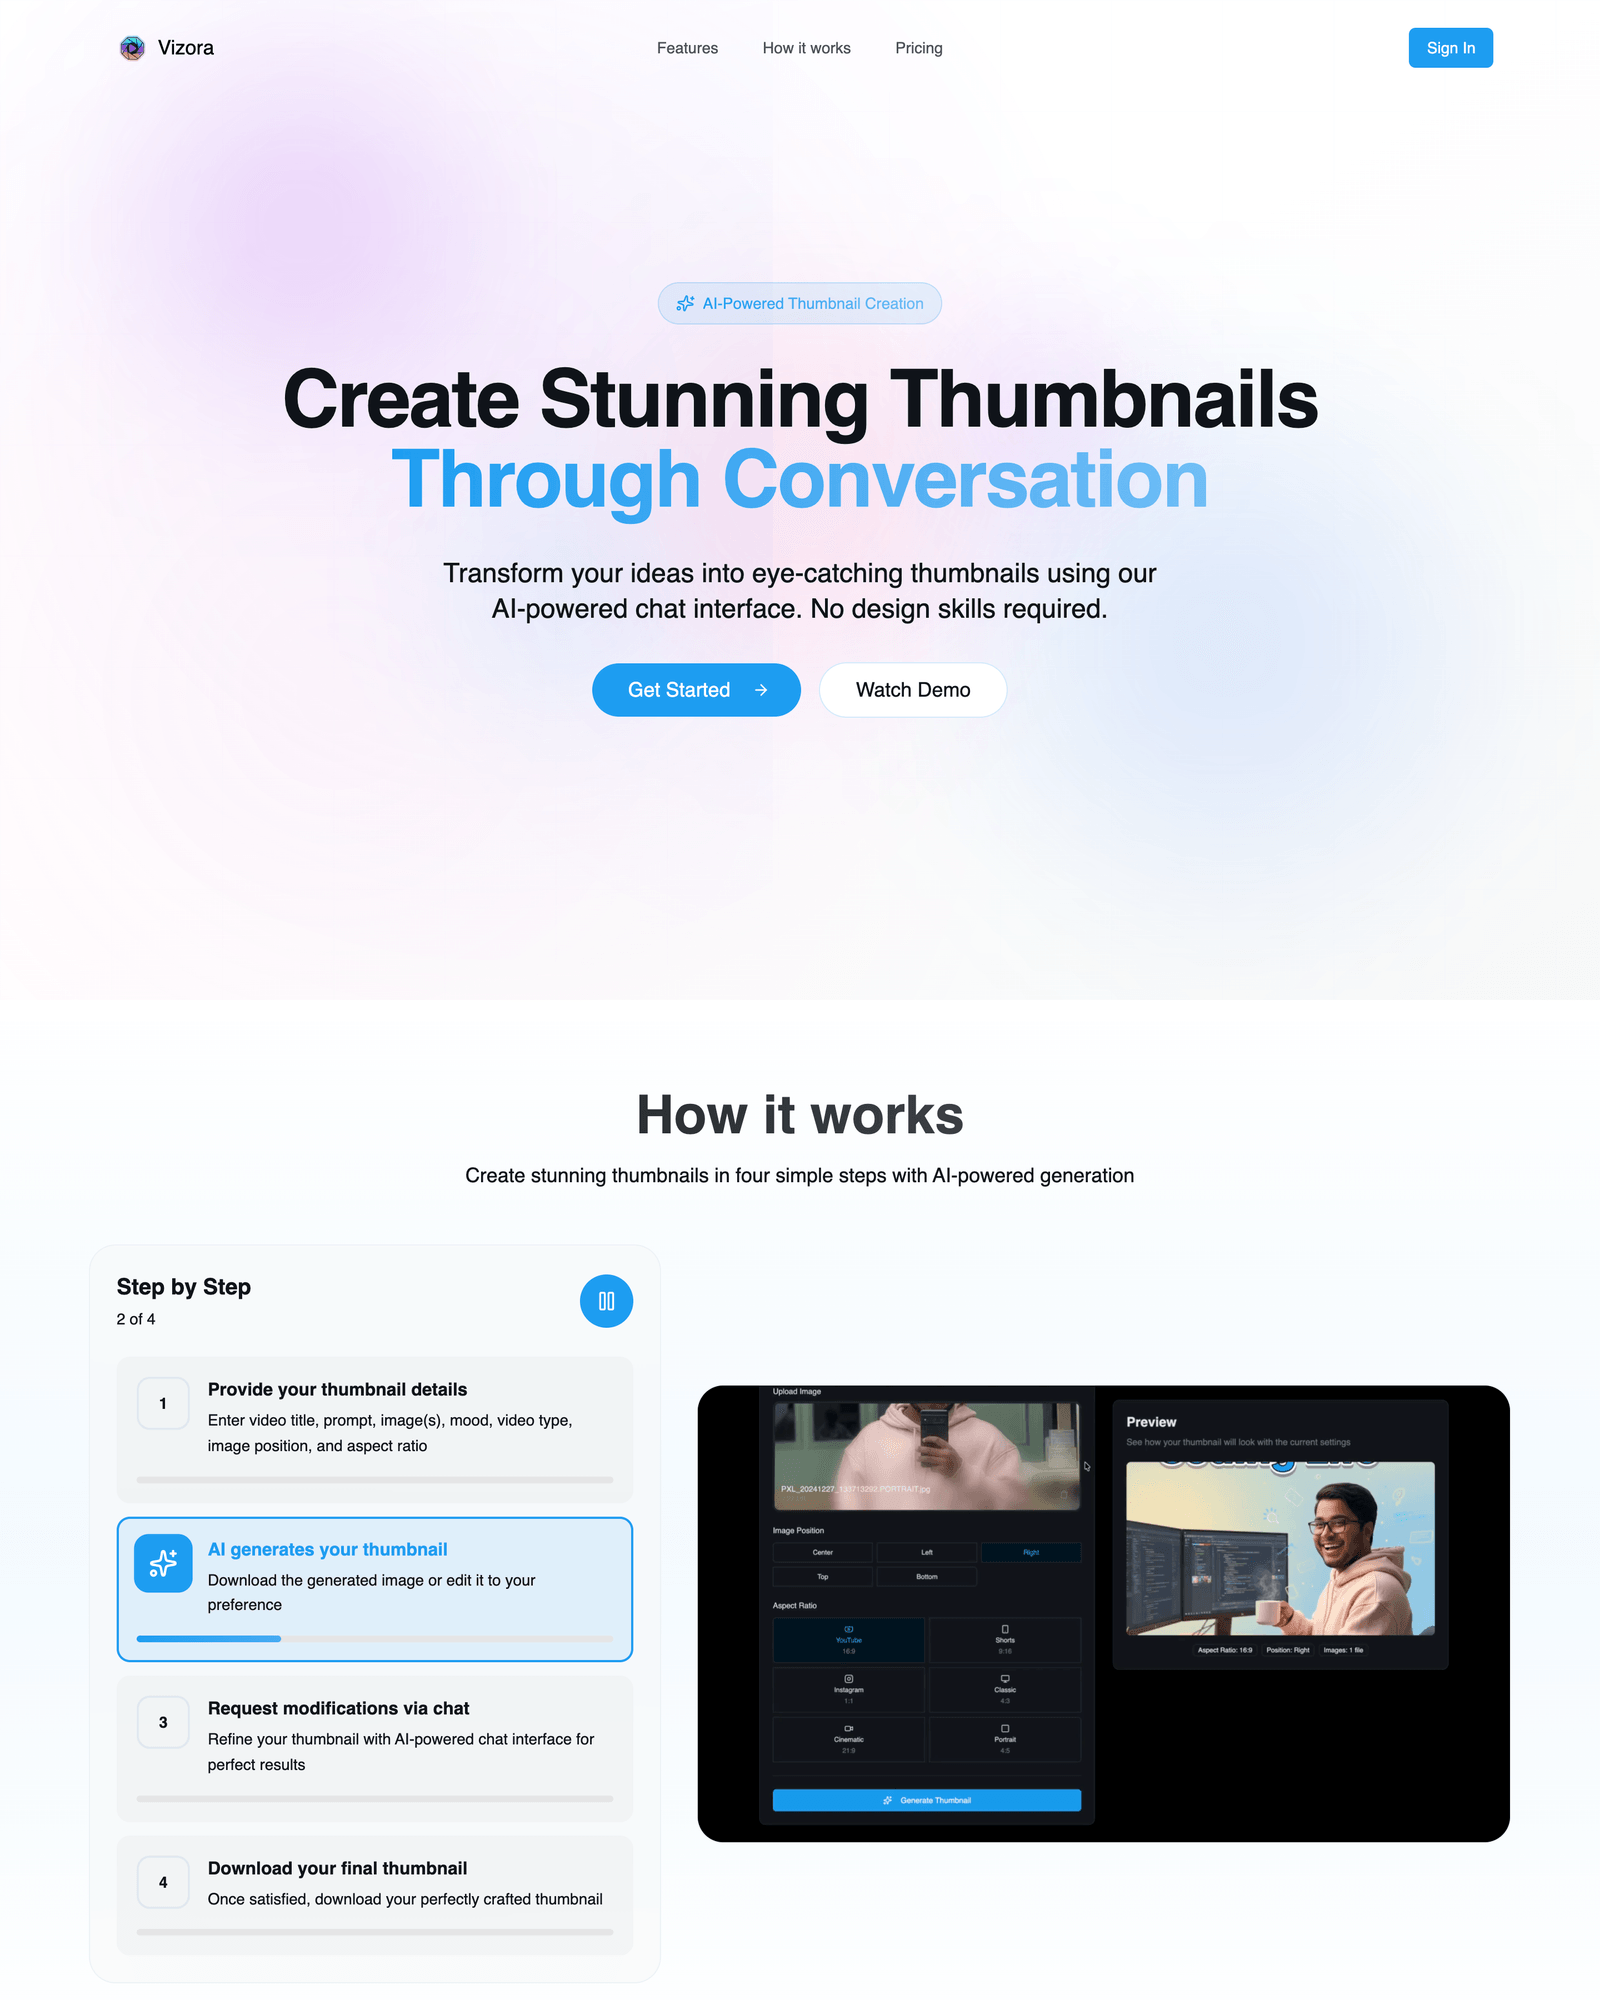 Vizora
Features
How it works
Pricing
Sign In
AI-Powered Thumbnail Creation
Create Stunning Thumbnails
Through Conversation
Transform your ideas into eye-catching thumbnails using our
AI-powered chat interface. No design skills required.
Get Started
Watch Demo
How it works
Create stunning thumbnails in four simple steps with AI-powered generation
Step by Step
2 of 4
1
Provide your thumbnail details
Enter video title, prompt, image(s), mood, video type,
image position, and aspect ratio
AI generates your thumbnail
Download the generated image or edit it to your
preference
3
Request modifications via chat
Refine your thumbnail with AI-powered chat interface for
perfect results
4
Download your final thumbnail
Once satisfied, download your perfectly crafted thumbnail
Upload Image
Image Position
Center
Left
Right
Top
Bottom
Aspect Ratio
YouTube
16:9
Shorts
9:16
Instagram
1:1
Classic
4:3
Cinematic
21:9
Portrait
4:5
Generate Thumbnail
Preview
See how your thumbnail will look with the current settings
Aspect Ratio: 16:9
Position: Right
Images: 1 file